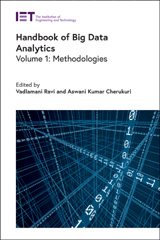 IET The Institution of
Engineering and Technology
Handbook of Big Data
Analytics
Volume 1: Methodologies
Edited by
Vadlamani Ravi and Aswani Kumar Cherukuri